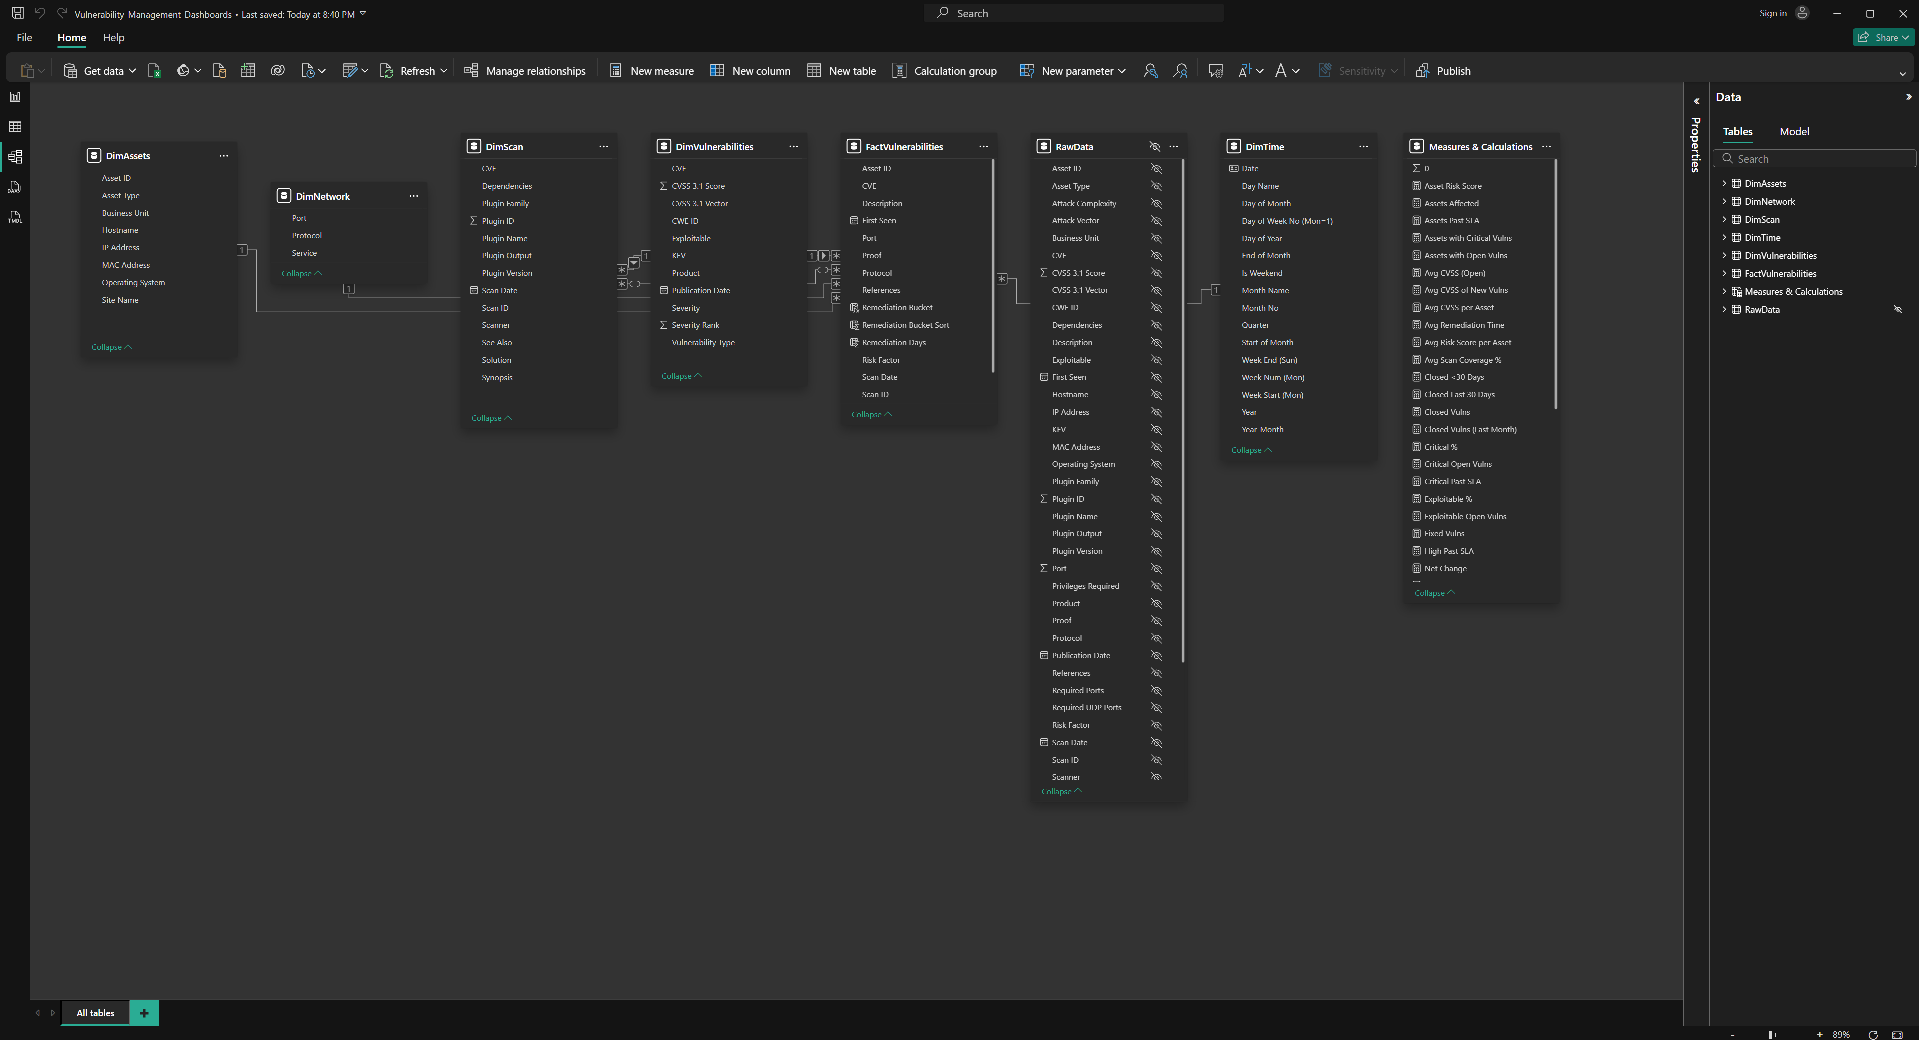 Vulnerability Management Dashboards • Last saved: Today at 8:40 PM
Search
Sign in
File
Home
Help
Share
Get data
Refresh
Manage relationships
New measure
New column
New table
Calculation group
New parameter
Sensitivity
Publish
DimAssets
Asset ID
Asset Type
Business Unit
Hostname
IP Address
MAC Address
Operating System
Site Name
Collapse
1
DimNetwork
Port
Protocol
Service
Collapse
1
DimScan
CVE
Dependencies
Plugin Family
Plugin ID
Plugin Name
Plugin Output
Plugin Version
Scan Date
Scan ID
Scanner
See Also
Solution
Synopsis
Collapse
*
*
1
DimVulnerabilities
CVE
CVSS 3.1 Score
CVSS 3.1 Vector
CWE ID
Exploitable
KEV
Product
Publication Date
Severity
Severity Rank
Vulnerability Type
Collapse
1
*
*
*
*
FactVulnerabilities
Asset ID
CVE
Description
First Seen
Port
Proof
Protocol
References
Remediation Bucket
Remediation Bucket Sort
Remediation Days
Risk Factor
Scan Date
Scan ID
Collapse
*
RawData
Asset ID
Asset Type
Attack Complexity
Attack Vector
Business Unit
CVE
CVSS 3.1 Score
CVSS 3.1 Vector
CWE ID
Dependencies
Description
Exploitable
First Seen
Hostname
IP Address
KEV
MAC Address
Operating System
Plugin Family
Plugin ID
Plugin Name
Plugin Output
Plugin Version
Port
Privileges Required
Product
Proof
Protocol
Publication Date
References
Required Ports
Required UDP Ports
Risk Factor
Scan Date
Scan ID
Scanner
Collapse
1
DimTime
Date
Day Name
Day of Month
Day of Week No (Mon=1)
Day of Year
End of Month
Is Weekend
Month Name
Month No
Quarter
Start of Month
Week End (Sun)
Week Num (Mon)
Week Start (Mon)
Year
Year Month
Collapse
Measures & Calculations
0
Asset Risk Score
Assets Affected
Assets Past SLA
Assets with Critical Vulns
Assets with Open Vulns
Avg CVSS (Open)
Avg CVSS of New Vulns
Avg CVSS per Asset
Avg Remediation Time
Avg Risk Score per Asset
Avg Scan Coverage %
Closed <30 Days
Closed Last 30 Days
Closed Vulns
Closed Vulns (Last Month)
Critical %
Critical Open Vulns
Critical Past SLA
Exploitable %
Exploitable Open Vulns
Fixed Vulns
High Past SLA
Net Change
Collapse
Properties
Data
Tables
Model
Search
DimAssets
DimNetwork
DimScan
DimTime
DimVulnerabilities
FactVulnerabilities
Measures & Calculations
RawData
All tables
+
- + 89%